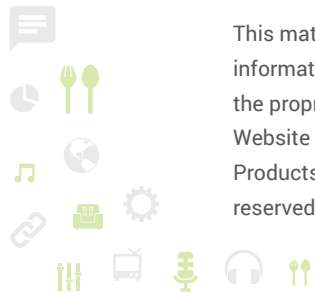 This mat
informat
the propr
Website
Products
reserved